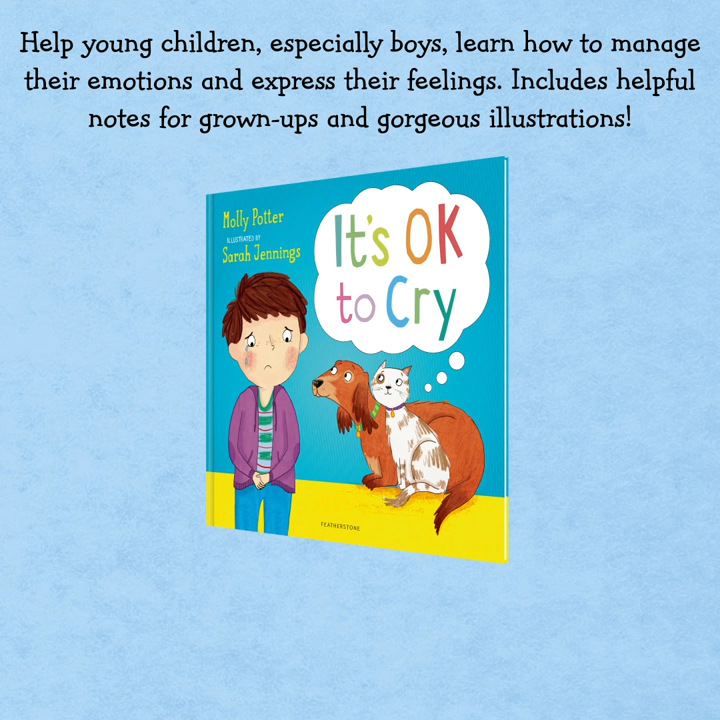 Help young children, especially boys, learn how to manage
their emotions and express their feelings. Includes helpful
notes for grown-ups and gorgeous illustrations!
Molly Potter
ILLUSTRATED BY
Sarah Jennings
It's OK
to Cry
FEATHERSTONE